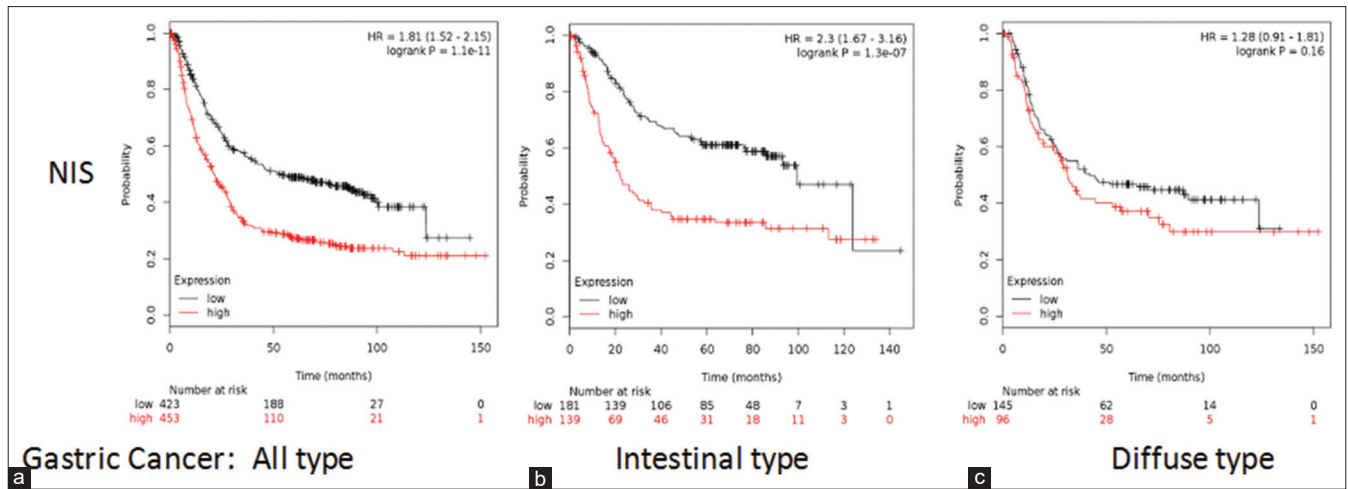 NIS
HR = 1.81 (1.52 - 2.15)
logrank P = 1.1e-11
Probability
1.0
0.8
0.6
0.4
0.2
0.0
Expression
low
high
0 50 100 150
Time (months)
Number at risk
low 423 188 27 0
high 453 110 21 1
a
Gastric Cancer: All type
HR = 2.3 (1.67 - 3.16)
logrank P = 1.3e-07
Probability
1.0
0.8
0.6
0.4
0.2
0.0
Expression
low
high
0 20 40 60 80 100 120 140
Time (months)
Number at risk
low 181 139 106 85 48 7 3 1
high 139 69 46 31 18 11 3 0
b
Intestinal type
HR = 1.28 (0.91 - 1.81)
logrank P = 0.16
Probability
1.0
0.8
0.6
0.4
0.2
0.0
Expression
low
high
0 50 100 150
Time (months)
Number at risk
low 145 62 14 0
high 96 28 5 1
c
Diffuse type